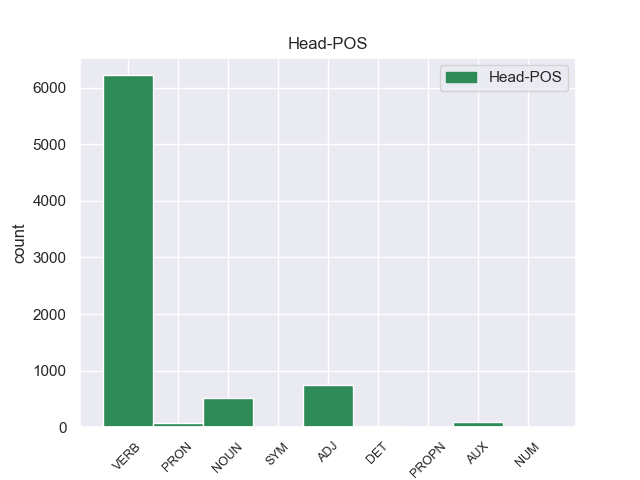 Head-POS
Head-POS
6000
5000
4000
3000
2000
1000
0
count
VERB
PRON
NOUN
SYM
ADJ
DET
PROPN
AUX
NUM